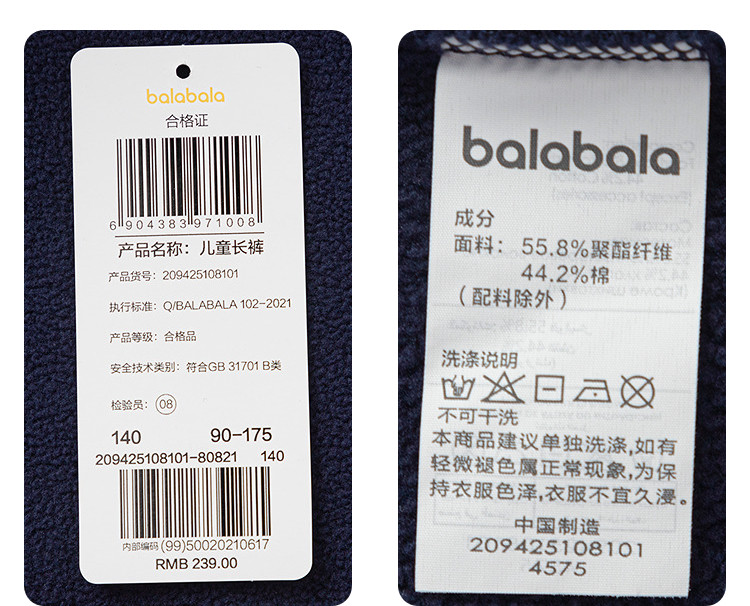 balabala
合格证
6 904383 971008
产品名称：儿童长裤
产品货号：209425108101
执行标准：Q/BALABALA 102-2021
产品等级：合格品
安全技术类别：符合GB 31701 B类
检验员：08
140 90-175
209425108101-80821 140
内部编码 (99)50020210617
RMB 239.00
balabala
成分
面料：55.8%聚酯纤维
44.2%棉
（配料除外）
洗涤说明
不可干洗
本商品建议单独洗涤,如有
轻微褪色属正常现象,为保
持衣服色泽,衣服不宜久浸。
中国制造
209425108101
4575